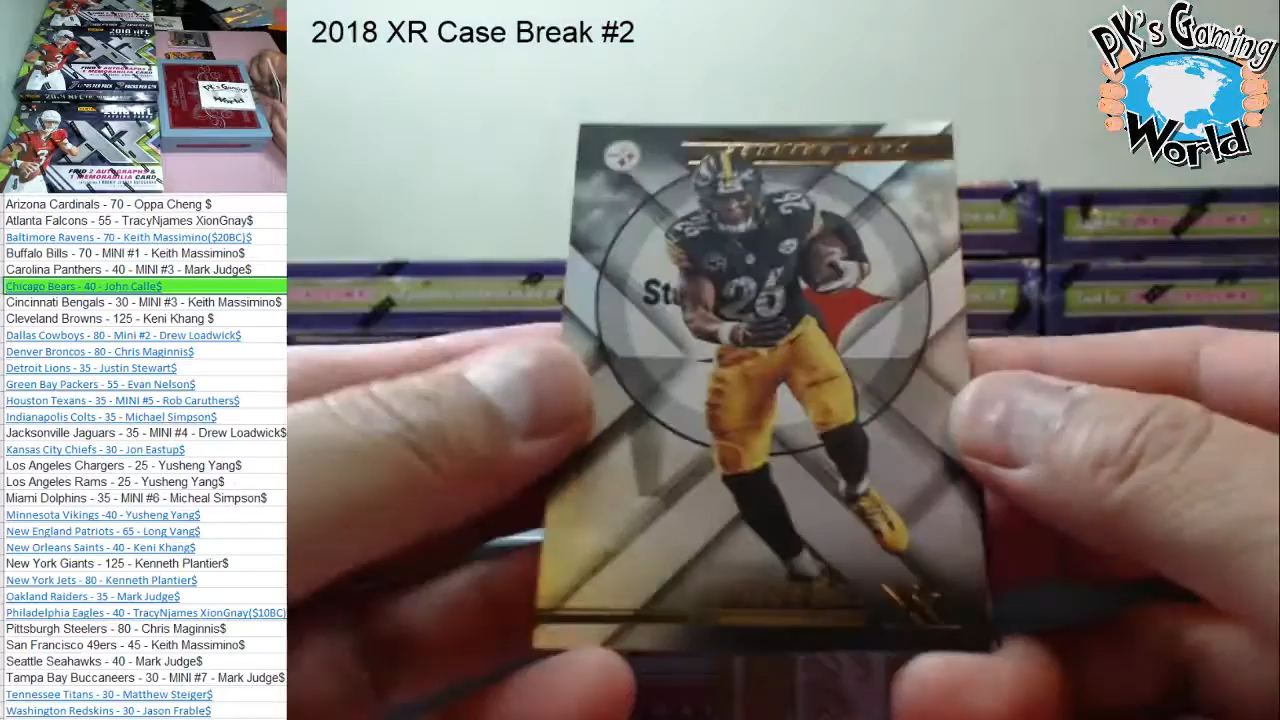 2018 XR Case Break #2
PK's Gaming
World
Arizona Cardinals - 70 - Oppa Cheng $
Atlanta Falcons - 55 - TracyNjames XionGnay$
Baltimore Ravens - 70 - Keith Massimino($20BC)$
Buffalo Bills - 70 - MINI #1 - Keith Massimino$
Carolina Panthers - 40 - MINI #3 - Mark Judge$
Chicago Bears - 40 - John Calle$
Cincinnati Bengals - 30 - MINI #3 - Keith Massimino$
Cleveland Browns - 125 - Keni Khang $
Dallas Cowboys - 80 - Mini #2 - Drew Loadwick$
Denver Broncos - 80 - Chris Maginnis$
Detroit Lions - 35 - Justin Stewart$
Green Bay Packers - 55 - Evan Nelson$
Houston Texans - 35 - MINI #5 - Rob Caruthers$
Indianapolis Colts - 35 - Michael Simpson$
Jacksonville Jaguars - 35 - MINI #4 - Drew Loadwick$
Kansas City Chiefs - 30 - Jon Eastup$
Los Angeles Chargers - 25 - Yusheng Yang$
Los Angeles Rams - 25 - Yusheng Yang$
Miami Dolphins - 35 - MINI #6 - Micheal Simpson$
Minnesota Vikings -40 - Yusheng Yang$
New England Patriots - 65 - Long Vang$
New Orleans Saints - 40 - Keni Khang$
New York Giants - 125 - Kenneth Plantier$
New York Jets - 80 - Kenneth Plantier$
Oakland Raiders - 35 - Mark Judge$
Philadelphia Eagles - 40 - TracyNjames XionGnay($10BC)
Pittsburgh Steelers - 80 - Chris Maginnis$
San Francisco 49ers - 45 - Keith Massimino$
Seattle Seahawks - 40 - Mark Judge$
Tampa Bay Buccaneers - 30 - MINI #7 - Mark Judge$
Tennessee Titans - 30 - Matthew Steiger$
Washington Redskins - 30 - Jason Frable$
26
26